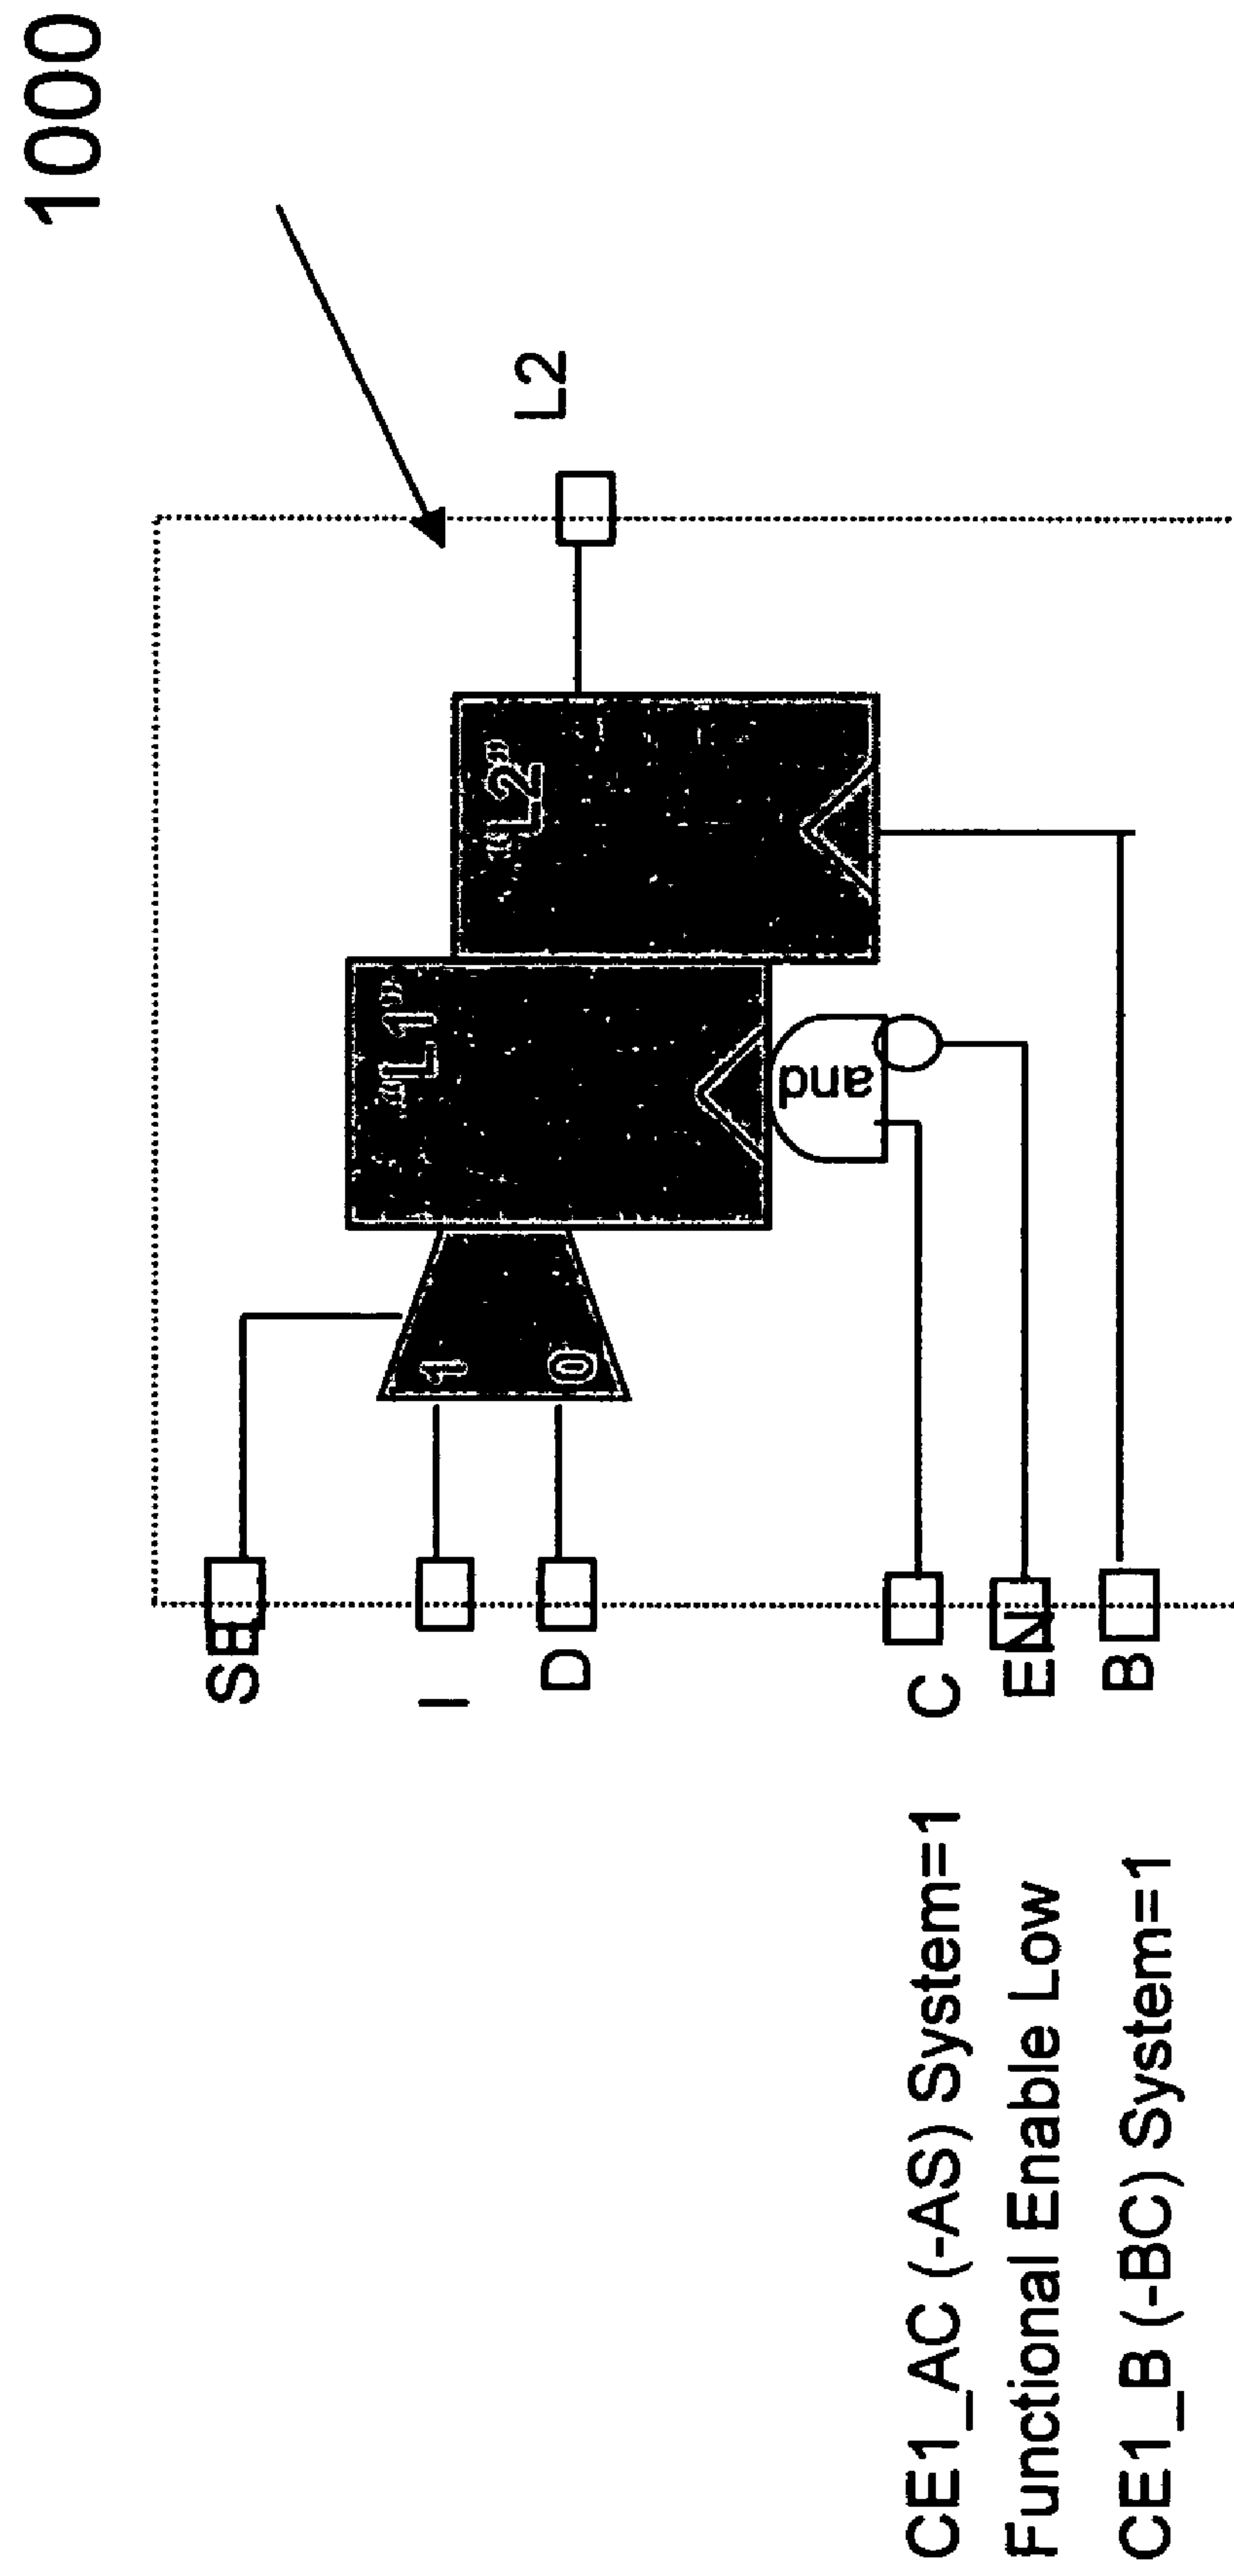 1000
SE
I
D
1
0
"L1"
"L2"
L2
and
CE1_AC (-AS) System=1 C
Functional Enable Low EN
CE1_B (-BC) System=1 B